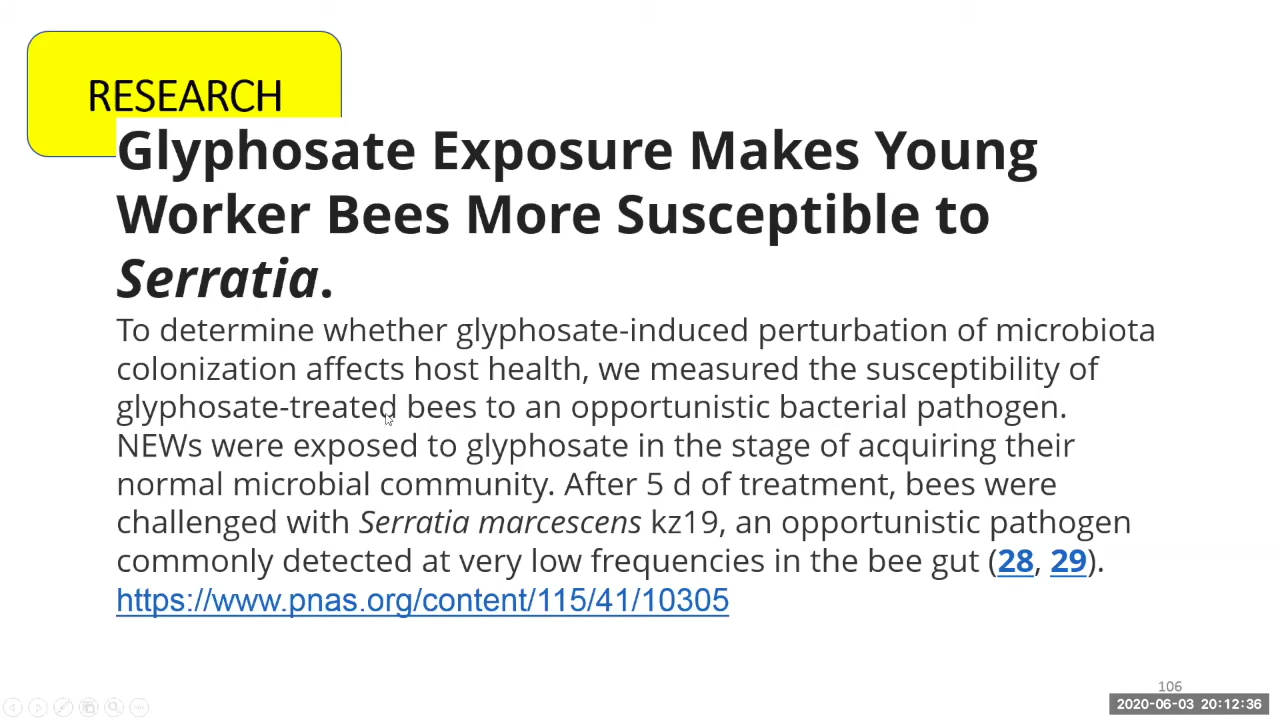 RESEARCH
Glyphosate Exposure Makes Young
Worker Bees More Susceptible to
Serratia.
To determine whether glyphosate-induced perturbation of microbiota
colonization affects host health, we measured the susceptibility of
glyphosate-treated bees to an opportunistic bacterial pathogen.
NEWs were exposed to glyphosate in the stage of acquiring their
normal microbial community. After 5 d of treatment, bees were
challenged with Serratia marcescens kz19, an opportunistic pathogen
commonly detected at very low frequencies in the bee gut (28, 29).
https://www.pnas.org/content/115/41/10305
106
2020-06-03 20:12:36